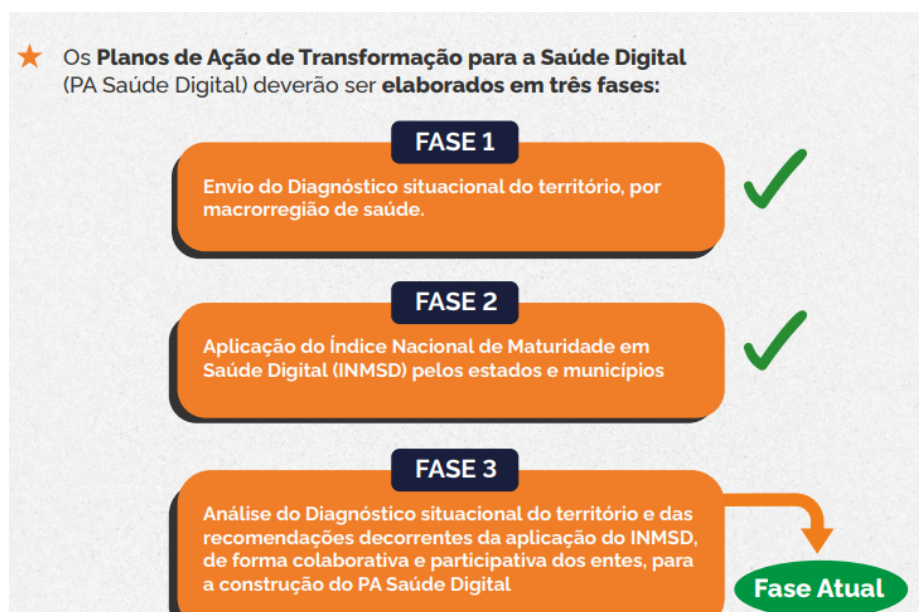 Os Planos de Ação de Transformação para a Saúde Digital
(PA Saúde Digital) deverão ser elaborados em três fases:
FASE 1
Envio do Diagnóstico situacional do território, por
macrorregião de saúde.
FASE 2
Aplicação do Índice Nacional de Maturidade em
Saúde Digital (INMSD) pelos estados e municípios
FASE 3
Análise do Diagnóstico situacional do território e das
recomendações decorrentes da aplicação do INMSD,
de forma colaborativa e participativa dos entes, para
a construção do PA Saúde Digital
Fase Atual